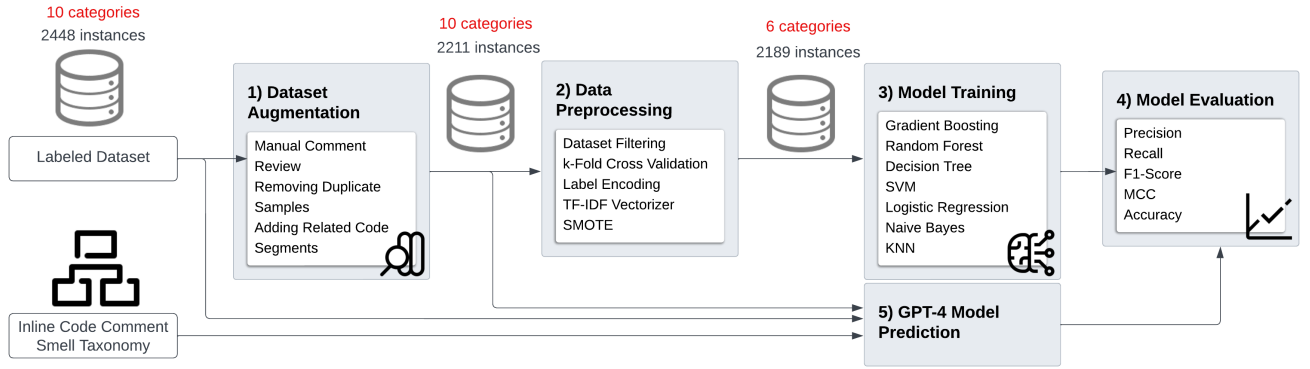 10 categories
2448 instances
Labeled Dataset
Inline Code Comment
Smell Taxonomy
1) Dataset
Augmentation
Manual Comment
Review
Removing Duplicate
Samples
Adding Related Code
Segments
10 categories
2211 instances
2) Data
Preprocessing
Dataset Filtering
k-Fold Cross Validation
Label Encoding
TF-IDF Vectorizer
SMOTE
6 categories
2189 instances
3) Model Training
Gradient Boosting
Random Forest
Decision Tree
SVM
Logistic Regression
Naive Bayes
KNN
5) GPT-4 Model
Prediction
4) Model Evaluation
Precision
Recall
F1-Score
MCC
Accuracy